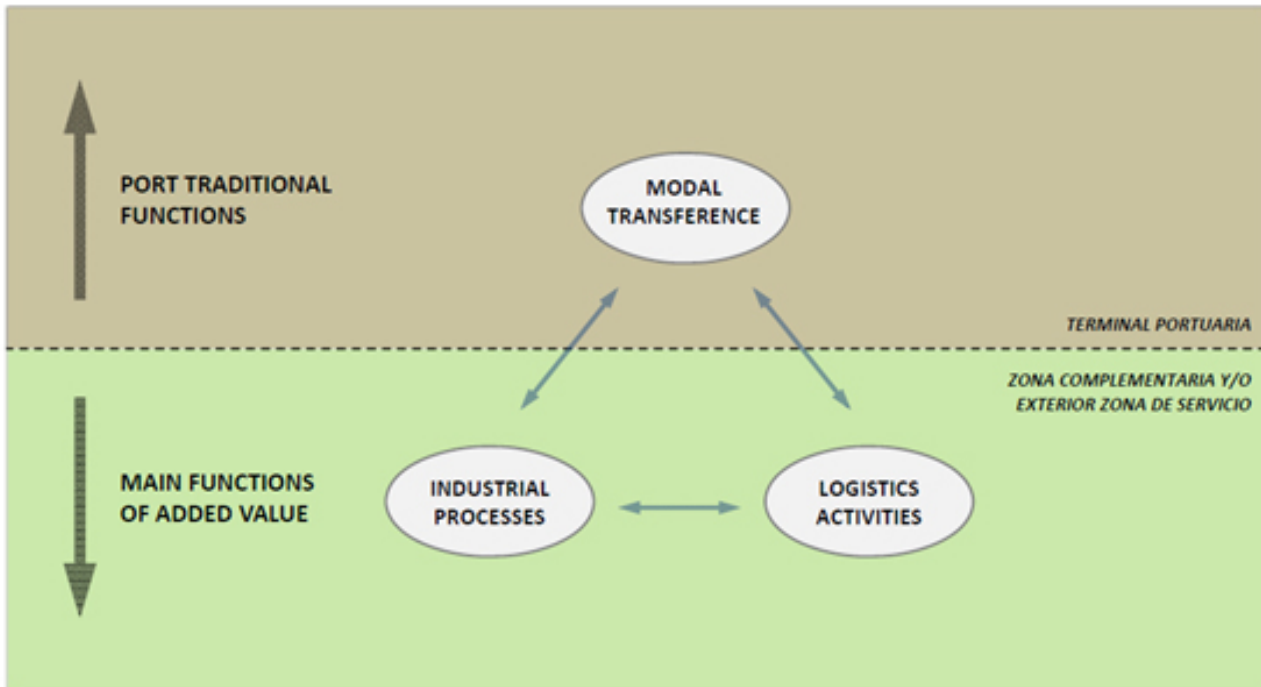 PORT TRADITIONAL
FUNCTIONS
MODAL
TRANSFERENCE
TERMINAL PORTUARIA
ZONA COMPLEMENTARIA Y/O
EXTERIOR ZONA DE SERVICIO
MAIN FUNCTIONS
OF ADDED VALUE
INDUSTRIAL
PROCESSES
LOGISTICS
ACTIVITIES